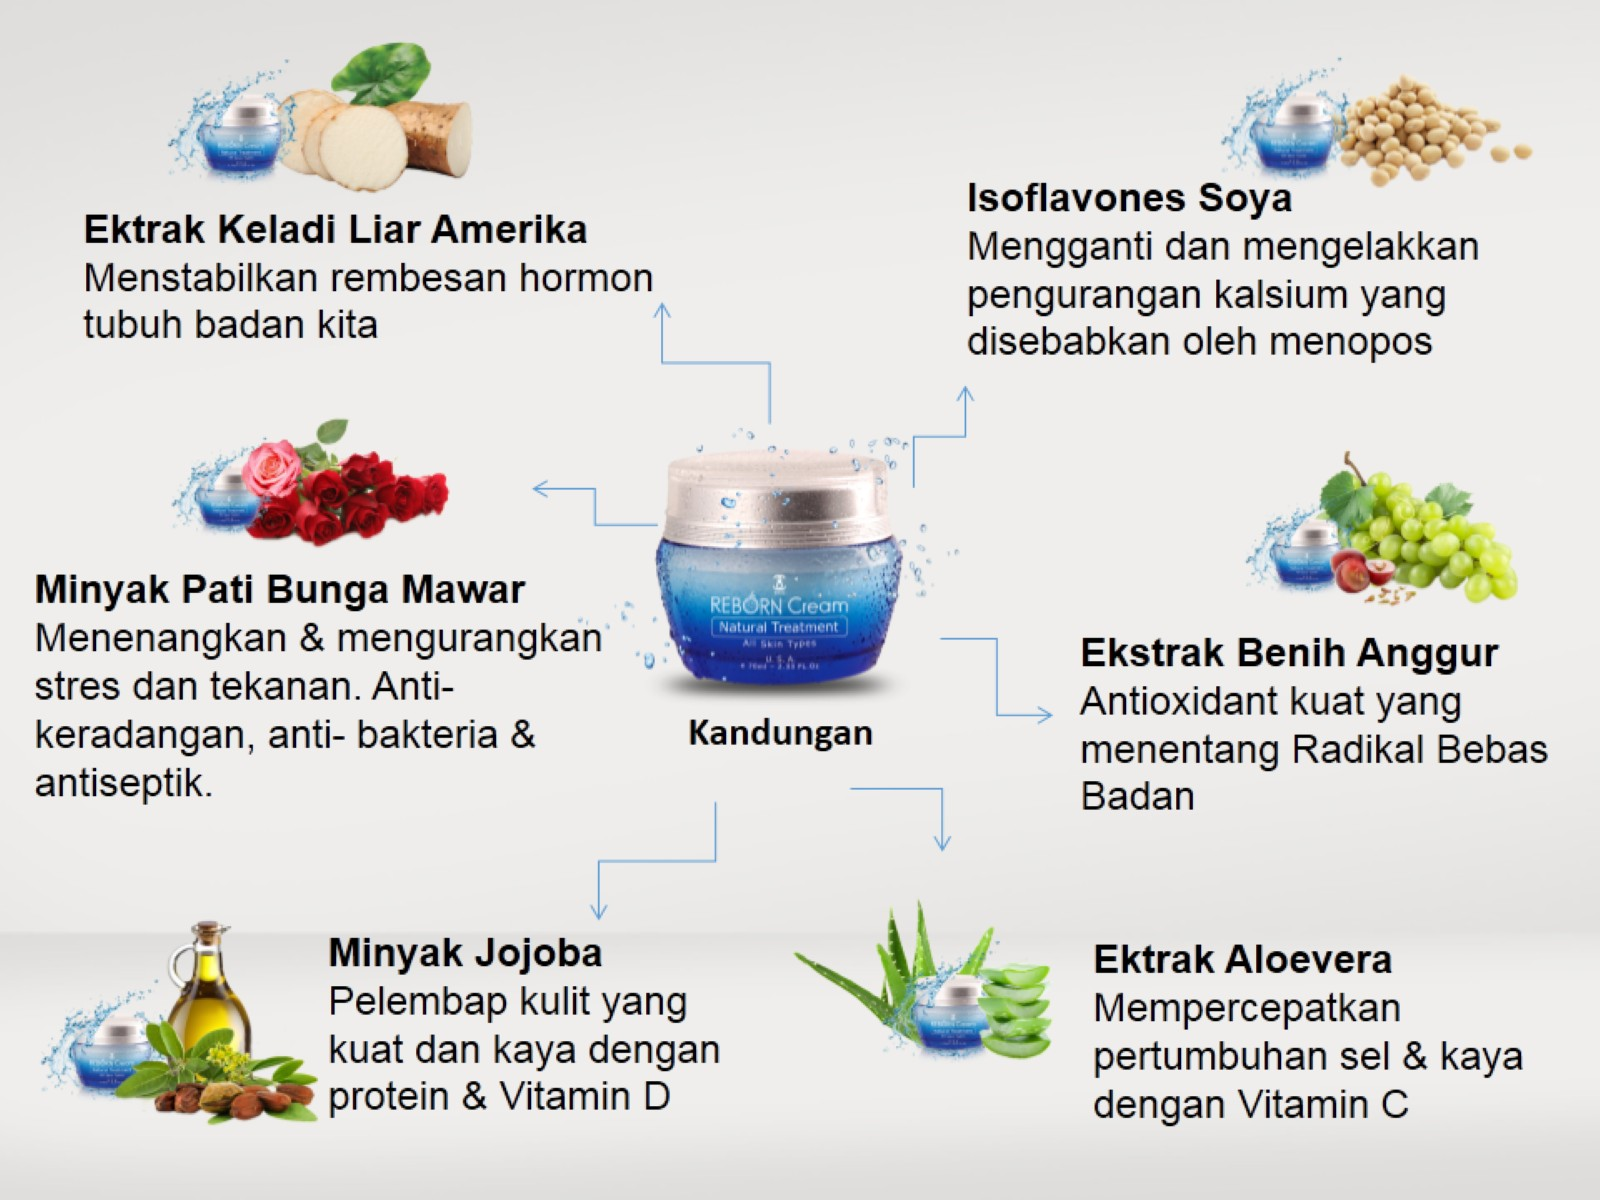 Ektrak Keladi Liar Amerika
Menstabilkan rembesan hormon
tubuh badan kita
Isoflavones Soya
Mengganti dan mengelakkan
pengurangan kalsium yang
disebabkan oleh menopos
Minyak Pati Bunga Mawar
Menenangkan & mengurangkan
stres dan tekanan. Anti-
keradangan, anti- bakteria &
antiseptik.
REBORN Cream
Natural Treatment
All Skin Types
U.S.A.
Kandungan
Ekstrak Benih Anggur
Antioxidant kuat yang
menentang Radikal Bebas
Badan
Minyak Jojoba
Pelembap kulit yang
kuat dan kaya dengan
protein & Vitamin D
Ektrak Aloevera
Mempercepatkan
pertumbuhan sel & kaya
dengan Vitamin C